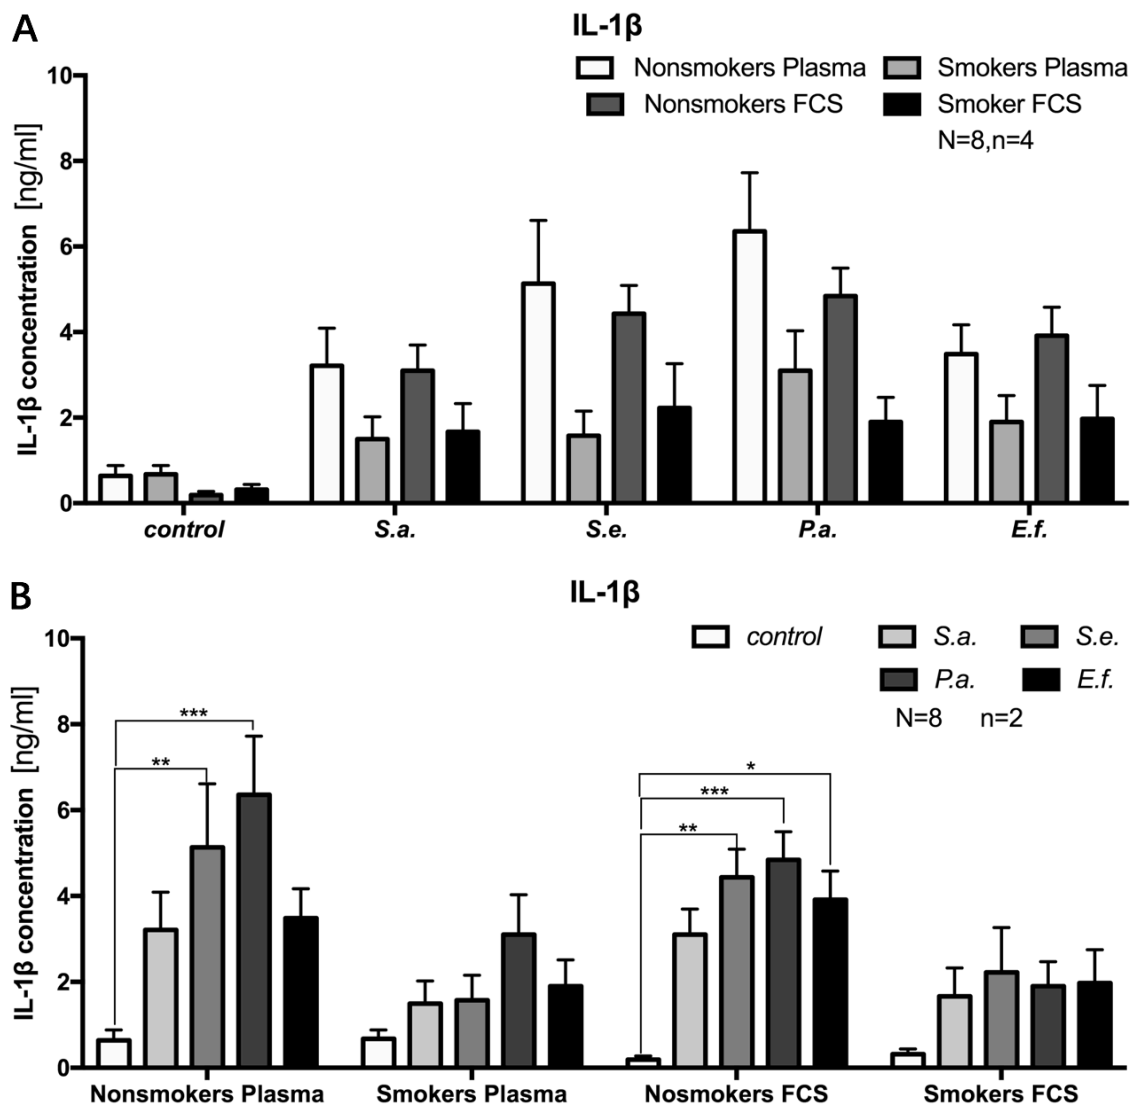 A
IL-1β
Nonsmokers Plasma
Smokers Plasma
Nonsmokers FCS
Smoker FCS
N=8,n=4
IL-1β concentration [ng/ml]
10
8
6
4
2
0
control
S.a.
S.e.
P.a.
E.f.
B
IL-1β
control
S.a.
S.e.
P.a.
E.f.
N=8 n=2
IL-1β concentration [ng/ml]
10
8
6
4
2
0
***
**
*
***
**
Nonsmokers Plasma
Smokers Plasma
Nosmokers FCS
Smokers FCS